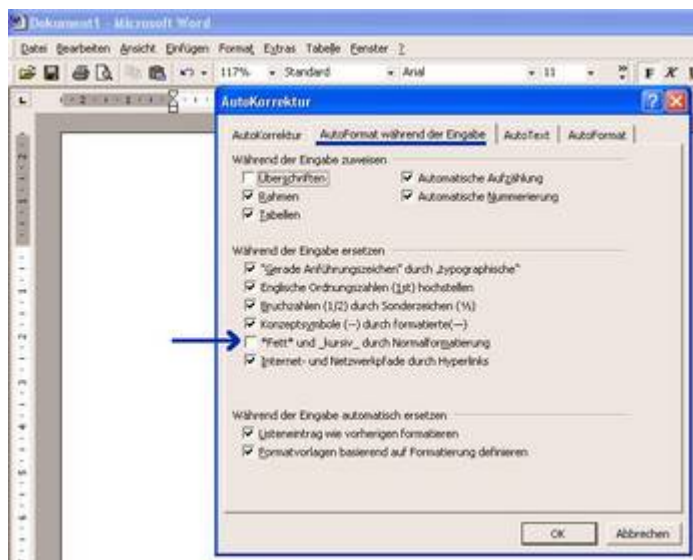 Dokument1 - Microsoft Word
Datei Bearbeiten Ansicht Einfügen Format Extras Tabelle Fenster ?
117% Standard Arial 11 F K
AutoKorrektur
AutoKorrektur AutoFormat während der Eingabe AutoText AutoFormat
Während der Eingabe zuweisen
Überschriften Automatische Aufzählung
Rahmen Automatische Nummerierung
Tabellen
Während der Eingabe ersetzen
"Gerade Anführungszeichen" durch „typographische“
Englische Ordnungszahlen (1st) hochstellen
Bruchzahlen (1/2) durch Sonderzeichen (½)
Konzeptsymbole (--) durch formatierte(—)
*Fett* und _kursiv_ durch Normalformatierung
Internet- und Netzwerkpfade durch Hyperlinks
Während der Eingabe automatisch ersetzen
Listeneintrag wie vorherigen formatieren
Formatvorlagen basierend auf Formatierung definieren
OK Abbrechen